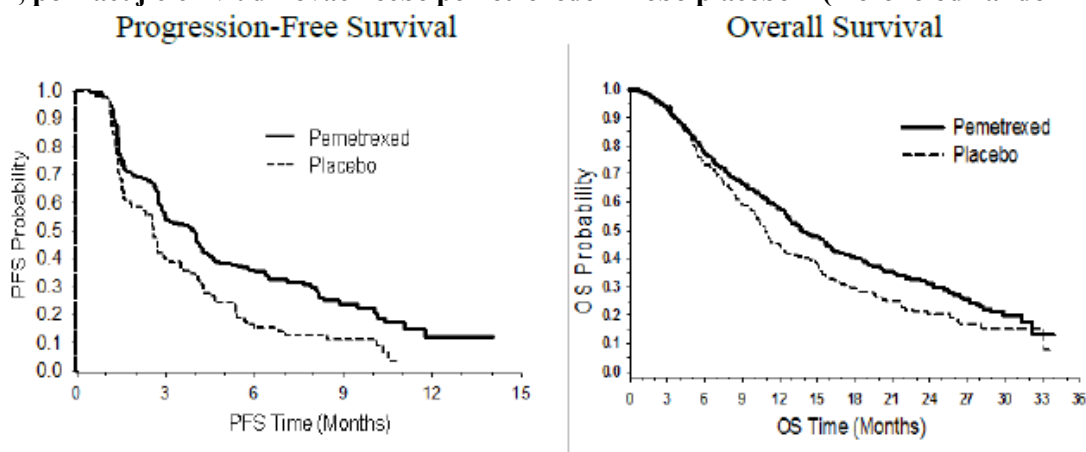 Progression-Free Survival
Overall Survival
PFS Probability
1.0
0.9
0.8
0.7
0.6
0.5
0.4
0.3
0.2
0.1
0.0
Pemetrexed
Placebo
0 3 6 9 12 15
PFS Time (Months)
OS Probability
1.0
0.9
0.8
0.7
0.6
0.5
0.4
0.3
0.2
0.1
0.0
Pemetrexed
Placebo
0 3 6 9 12 15 18 21 24 27 30 33 36
OS Time (Months)